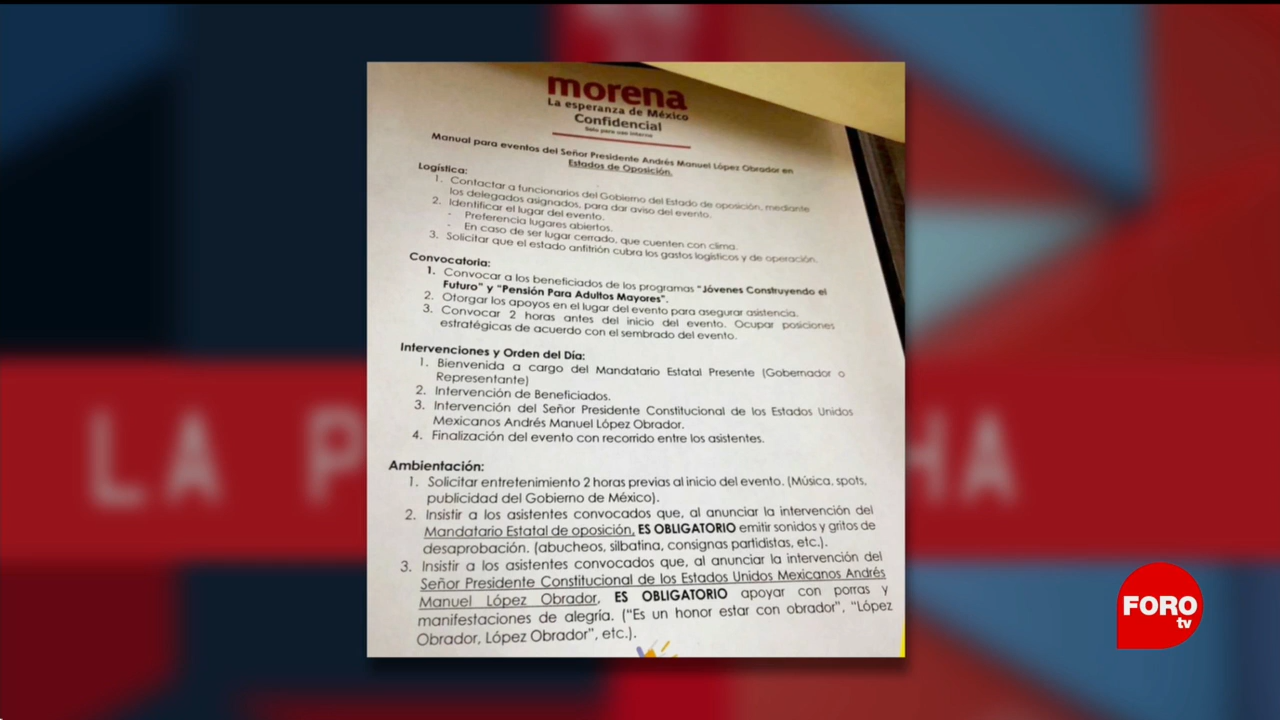 morena
La esperanza de México
Confidencial
Solo para uso interno
Manual para eventos del Señor Presidente Andrés Manuel López Obrador en
Estados de Oposición.
Logística:
1. Contactar a funcionarios del Gobierno del Estado de oposición, mediante
los delegados asignados, para dar aviso del evento.
2. Identificar el lugar del evento.
- Preferencia lugares abiertos.
- En caso de ser lugar cerrado, que cuenten con clima.
3. Solicitar que el estado anfitrión cubra los gastos logísticos y de operación.
Convocatoria:
1. Convocar a los beneficiados de los programas "Jóvenes Construyendo el
Futuro" y "Pensión Para Adultos Mayores".
2. Otorgar los apoyos en el lugar del evento para asegurar asistencia.
3. Convocar 2 horas antes del inicio del evento. Ocupar posiciones
estratégicas de acuerdo con el sembrado del evento.
Intervenciones y Orden del Día:
1. Bienvenida a cargo del Mandatario Estatal Presente (Gobernador o
Representante)
2. Intervención de Beneficiados.
3. Intervención del Señor Presidente Constitucional de los Estados Unidos
Mexicanos Andrés Manuel López Obrador.
4. Finalización del evento con recorrido entre los asistentes.
Ambientación:
1. Solicitar entretenimiento 2 horas previas al inicio del evento. (Música, spots,
publicidad del Gobierno de México).
2. Insistir a los asistentes convocados que, al anunciar la intervención del
Mandatario Estatal de oposición, ES OBLIGATORIO emitir sonidos y gritos de
desaprobación. (abucheos, silbatina, consignas partidistas, etc.).
3. Insistir a los asistentes convocados que, al anunciar la intervención del
Señor Presidente Constitucional de los Estados Unidos Mexicanos Andrés
Manuel López Obrador, ES OBLIGATORIO apoyar con porras y
manifestaciones de alegría. ("Es un honor estar con obrador", "López
Obrador, López Obrador", etc.).
LA P
HA
FORO
tv